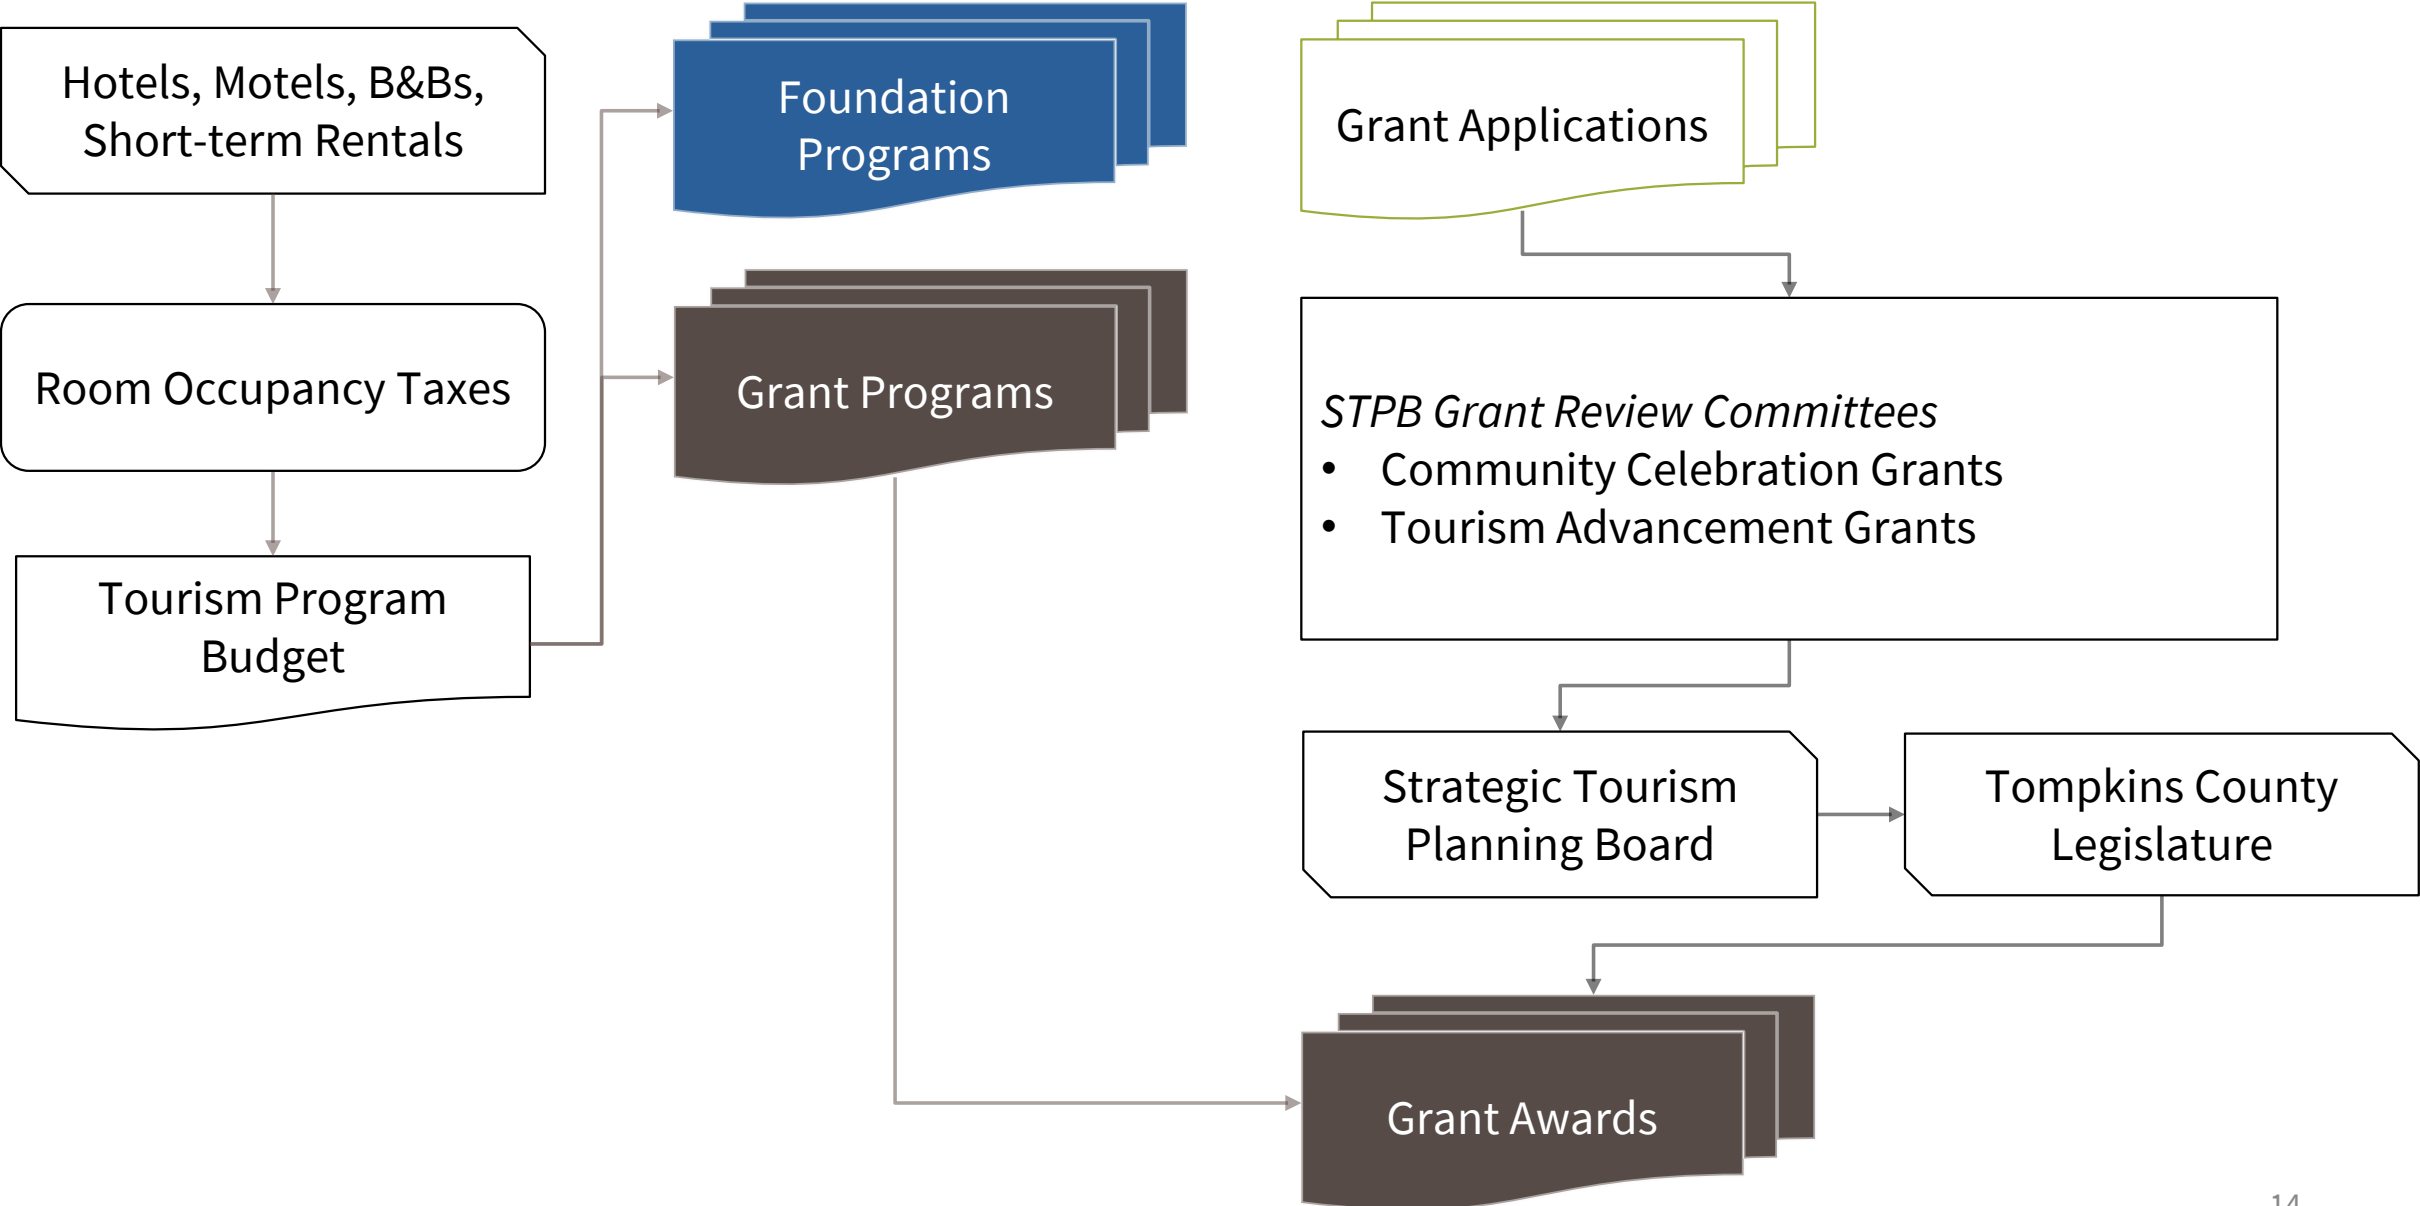 Hotels, Motels, B&Bs,
Short-term Rentals
Room Occupancy Taxes
Tourism Program
Budget
Foundation
Programs
Grant Programs
Grant Applications
STPB Grant Review Committees
• Community Celebration Grants
• Tourism Advancement Grants
Strategic Tourism
Planning Board
Tompkins County
Legislature
Grant Awards
14